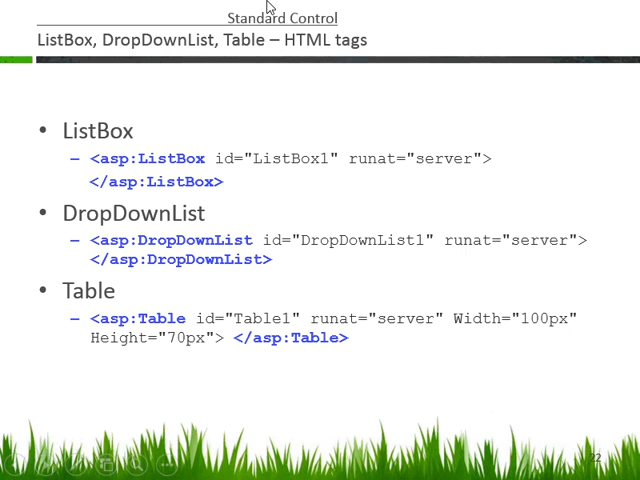 Standard Control
ListBox, DropDownList, Table – HTML tags
• ListBox
– <asp:ListBox id="ListBox1" runat="server">
</asp:ListBox>
• DropDownList
– <asp:DropDownList id="DropDownList1" runat="server">
</asp:DropDownList>
• Table
– <asp:Table id="Table1" runat="server" Width="100px"
Height="70px"> </asp:Table>
22